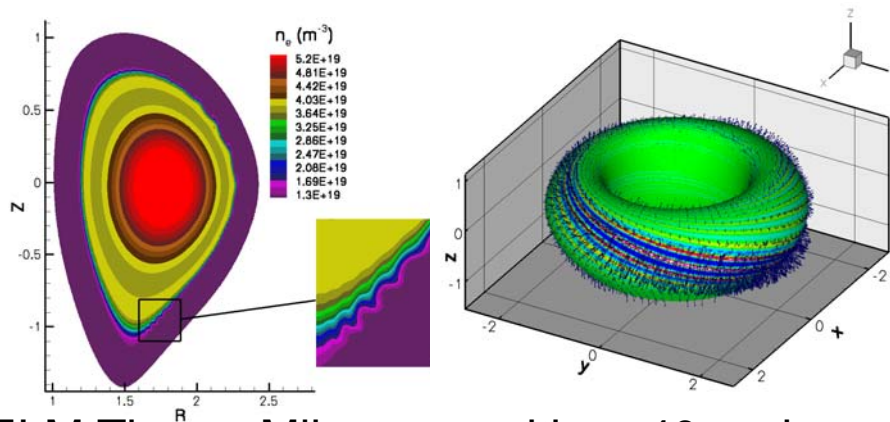 n_e (m^-3)
5.2E+19
4.81E+19
4.42E+19
4.03E+19
3.64E+19
3.25E+19
2.86E+19
2.47E+19
2.08E+19
1.69E+19
1.3E+19
1
0.5
0
-0.5
-1
Z
1 1.5 2 2.5
R
z
x
1
0
-1
z
-2 0 2
y
-2
0
2
x